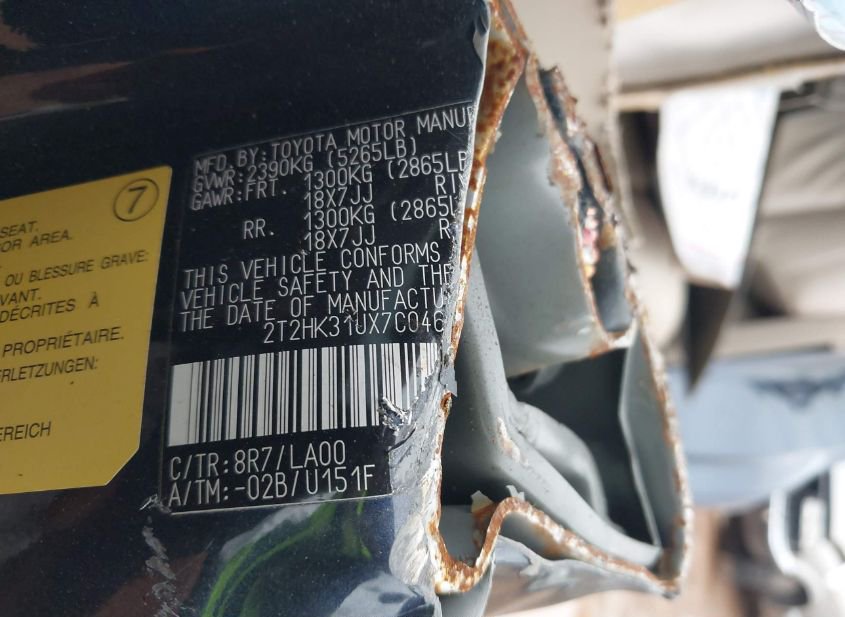 7
SEAT.
OR AREA.
OU BLESSURE GRAVE:
VANT.
DÉCRITES À
PROPRIÉTAIRE.
ERLETZUNGEN:
EREICH
MFD.BY:TOYOTA MOTOR MANU
GVWR:2390KG (5265LB)
GAWR:FRT. 1300KG (2865LB
18X7JJ RI
RR. 1300KG (2865L
18X7JJ R
THIS VEHICLE CONFORMS
VEHICLE SAFETY AND THE
THE DATE OF MANUFACTU
2T2HK31UX7C046
C/TR:8R7/LA00
A/TM:-02B/U151F